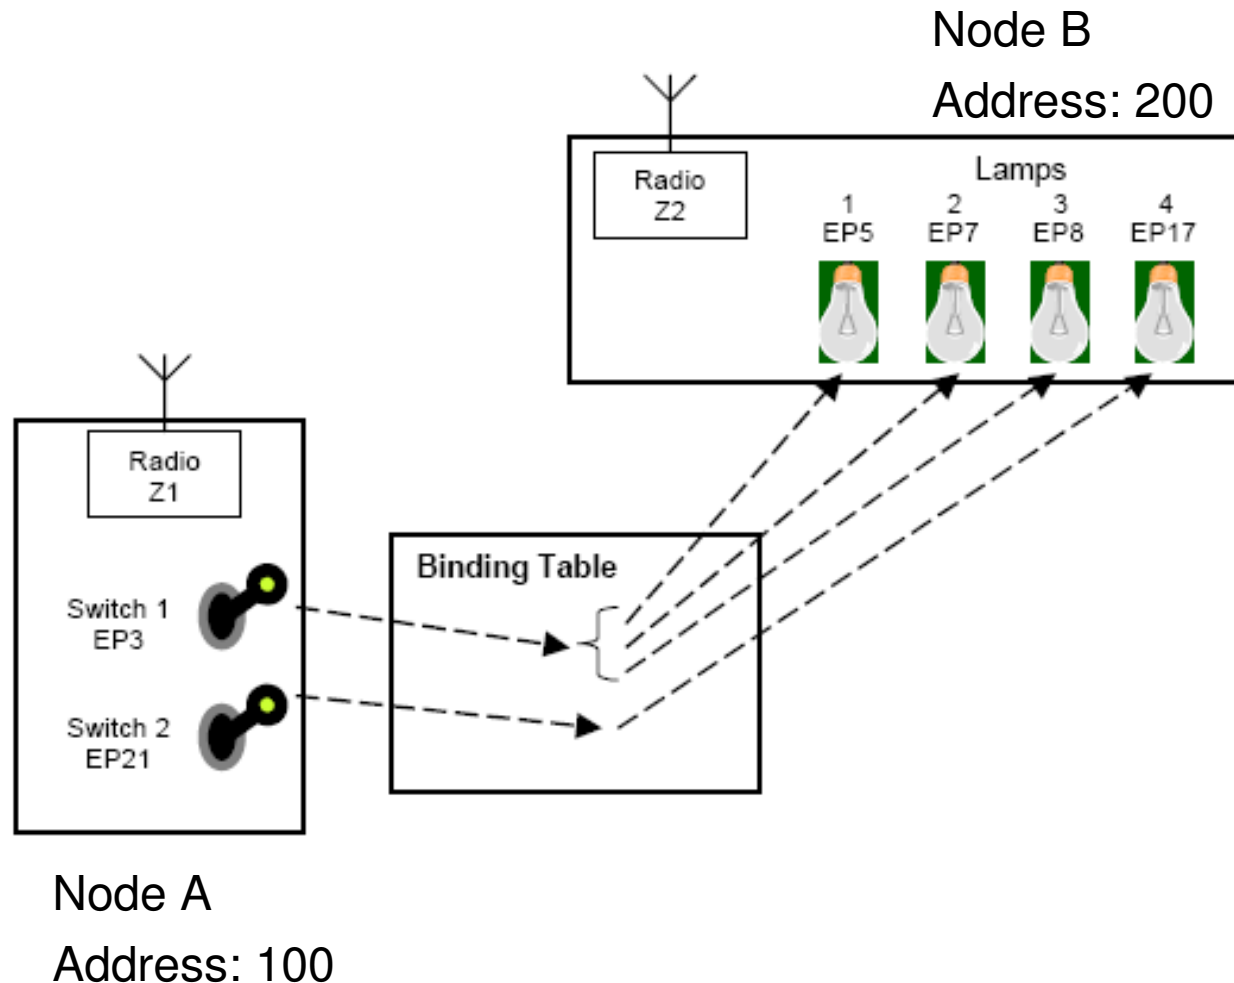 Node B
Address: 200
Radio
Z2
Lamps
1 2 3 4
EP5 EP7 EP8 EP17
Radio
Z1
Switch 1
EP3
Switch 2
EP21
Binding Table
Node A
Address: 100